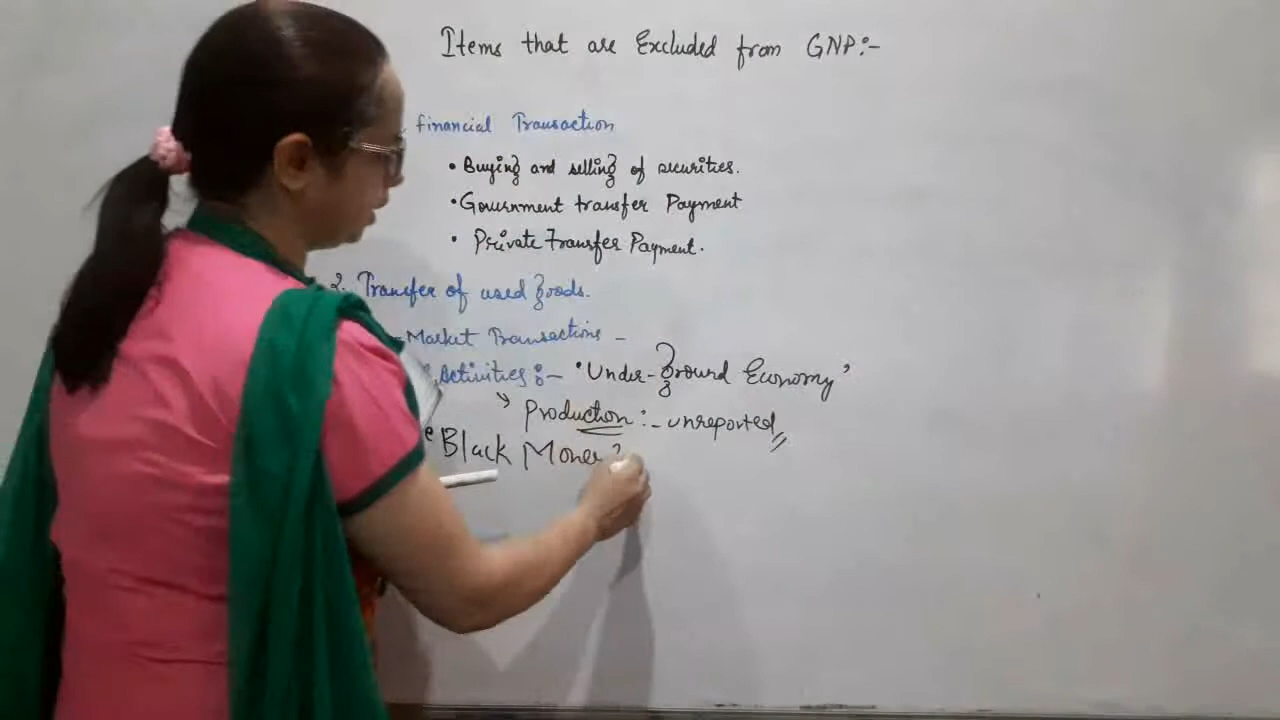 Items that are Excluded from GNP:-
financial Transaction
• Buying and selling of securities.
• Government transfer Payment
• Private Transfer Payment.
2. Transfer of used Goods.
-Market Transactions -
Activities :- "Under-Ground Economy"
Production :- unreported
Black Money